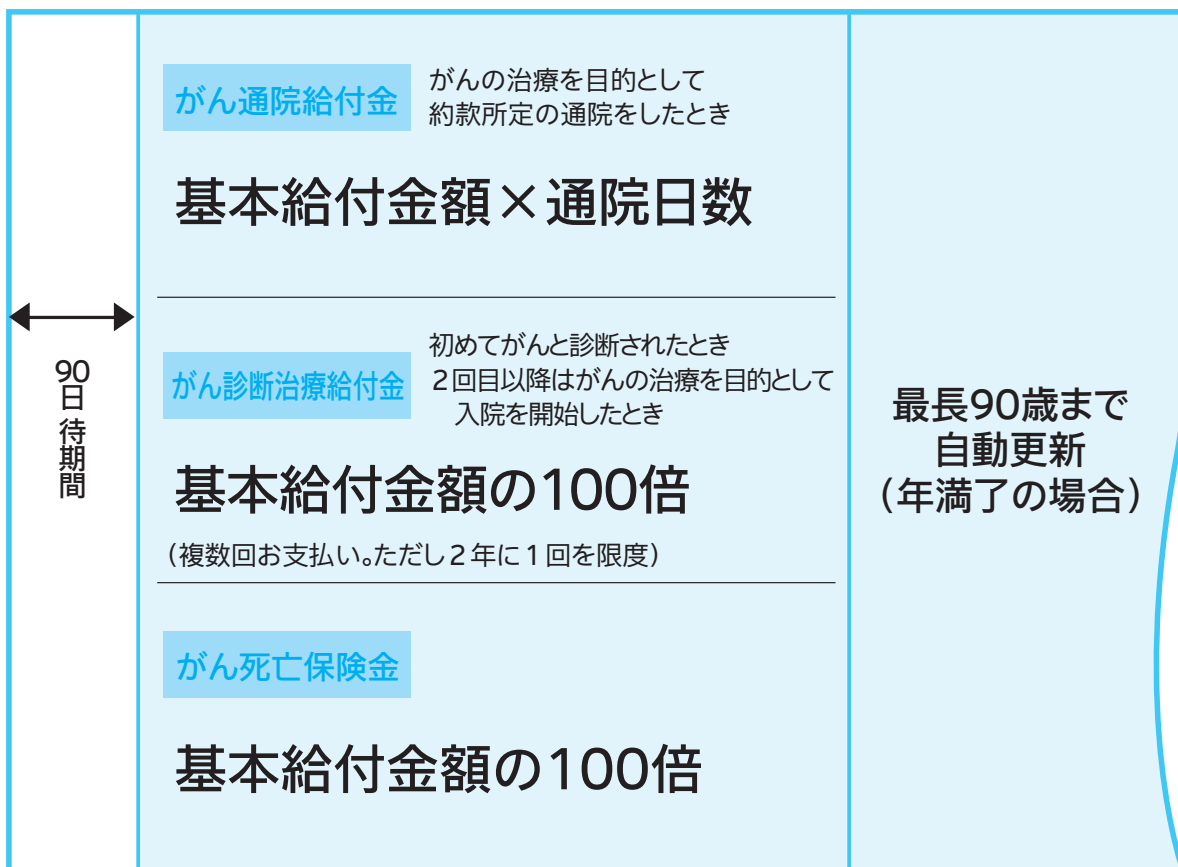 90日 待期間
がん通院給付金
がんの治療を目的として
約款所定の通院をしたとき
基本給付金額×通院日数
がん診断治療給付金
初めてがんと診断されたとき
２回目以降はがんの治療を目的として
入院を開始したとき
基本給付金額の100倍
（複数回お支払い。ただし２年に１回を限度）
がん死亡保険金
基本給付金額の100倍
最長90歳まで
自動更新
（年満了の場合）